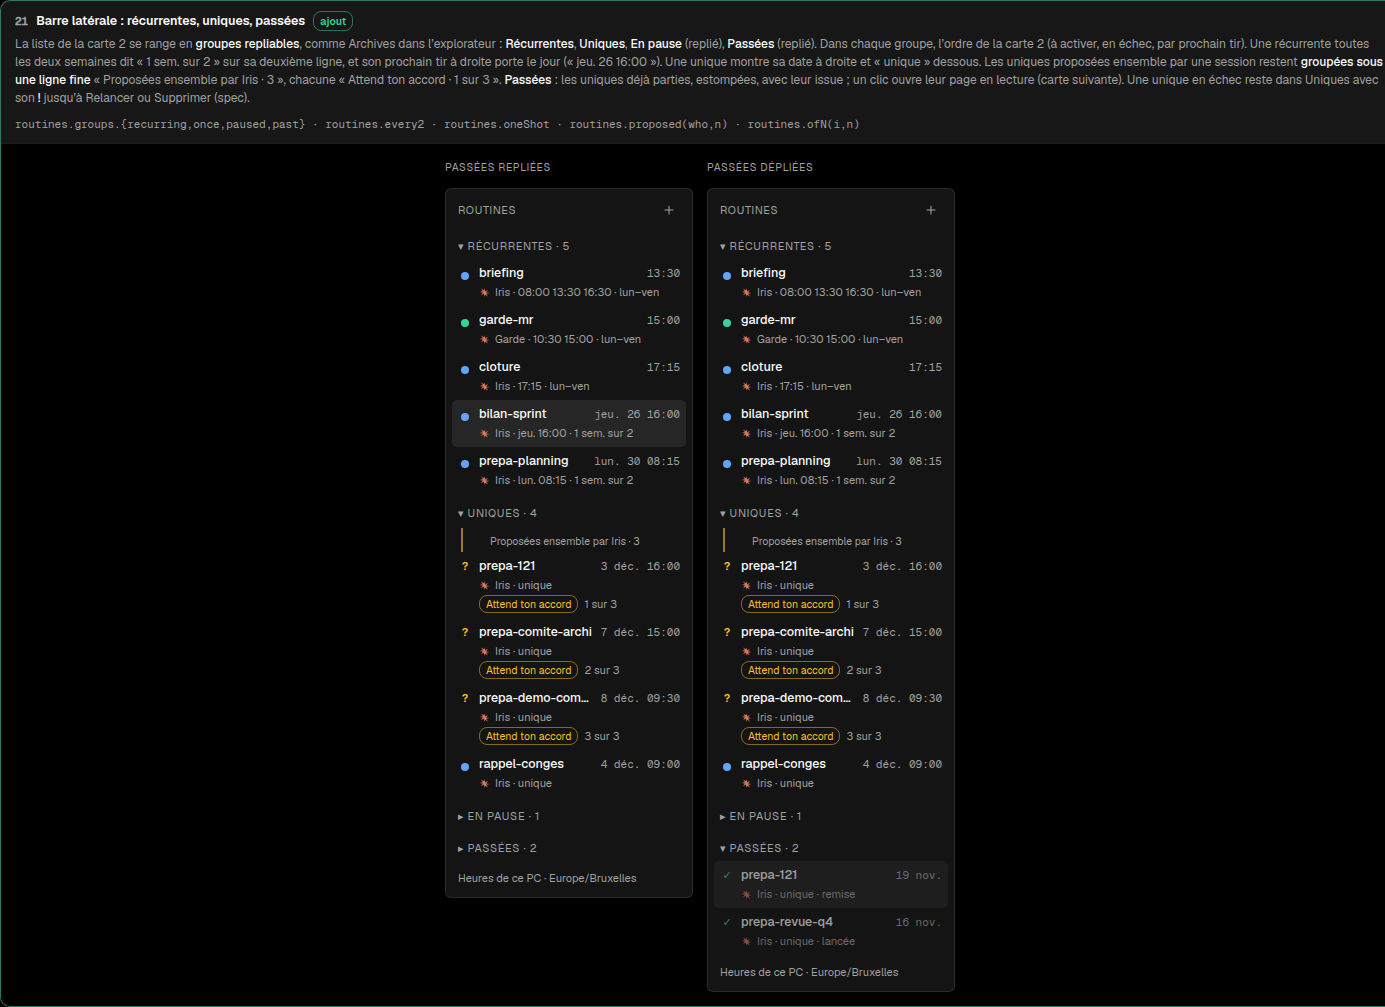 21 Barre latérale : récurrentes, uniques, passées ajout
La liste de la carte 2 se range en groupes repliables, comme Archives dans l'explorateur : Récurrentes, Uniques, En pause (replié), Passées (replié). Dans chaque groupe, l'ordre de la carte 2 (à activer, en échec, par prochain tir). Une récurrente toutes
les deux semaines dit « 1 sem. sur 2 » sur sa deuxième ligne, et son prochain tir à droite porte le jour (« jeu. 26 16:00 »). Une unique montre sa date à droite et « unique » dessous. Les uniques proposées ensemble par une session restent groupées sous
une ligne fine « Proposées ensemble par Iris · 3 », chacune « Attend ton accord · 1 sur 3 ». Passées : les uniques déjà parties, estompées, avec leur issue ; un clic ouvre leur page en lecture (carte suivante). Une unique en échec reste dans Uniques avec
son ! jusqu'à Relancer ou Supprimer (spec).
routines.groups.{recurring,once,paused,past} · routines.every2 · routines.oneShot · routines.proposed(who,n) · routines.ofN(i,n)
PASSÉES REPLIÉES
ROUTINES +
▾ RÉCURRENTES · 5
briefing 13:30
Iris · 08:00 13:30 16:30 · lun–ven
garde-mr 15:00
Garde · 10:30 15:00 · lun–ven
cloture 17:15
Iris · 17:15 · lun–ven
bilan-sprint jeu. 26 16:00
Iris · jeu. 16:00 · 1 sem. sur 2
prepa-planning lun. 30 08:15
Iris · lun. 08:15 · 1 sem. sur 2
▾ UNIQUES · 4
Proposées ensemble par Iris · 3
? prepa-121 3 déc. 16:00
Iris · unique
Attend ton accord 1 sur 3
? prepa-comite-archi 7 déc. 15:00
Iris · unique
Attend ton accord 2 sur 3
? prepa-demo-com… 8 déc. 09:30
Iris · unique
Attend ton accord 3 sur 3
rappel-conges 4 déc. 09:00
Iris · unique
▸ EN PAUSE · 1
▸ PASSÉES · 2
Heures de ce PC · Europe/Bruxelles
PASSÉES DÉPLIÉES
ROUTINES +
▾ RÉCURRENTES · 5
briefing 13:30
Iris · 08:00 13:30 16:30 · lun–ven
garde-mr 15:00
Garde · 10:30 15:00 · lun–ven
cloture 17:15
Iris · 17:15 · lun–ven
bilan-sprint jeu. 26 16:00
Iris · jeu. 16:00 · 1 sem. sur 2
prepa-planning lun. 30 08:15
Iris · lun. 08:15 · 1 sem. sur 2
▾ UNIQUES · 4
Proposées ensemble par Iris · 3
? prepa-121 3 déc. 16:00
Iris · unique
Attend ton accord 1 sur 3
? prepa-comite-archi 7 déc. 15:00
Iris · unique
Attend ton accord 2 sur 3
? prepa-demo-com… 8 déc. 09:30
Iris · unique
Attend ton accord 3 sur 3
rappel-conges 4 déc. 09:00
Iris · unique
▸ EN PAUSE · 1
▾ PASSÉES · 2
✓ prepa-121 19 nov.
Iris · unique · remise
✓ prepa-revue-q4 16 nov.
Iris · unique · lancée
Heures de ce PC · Europe/Bruxelles